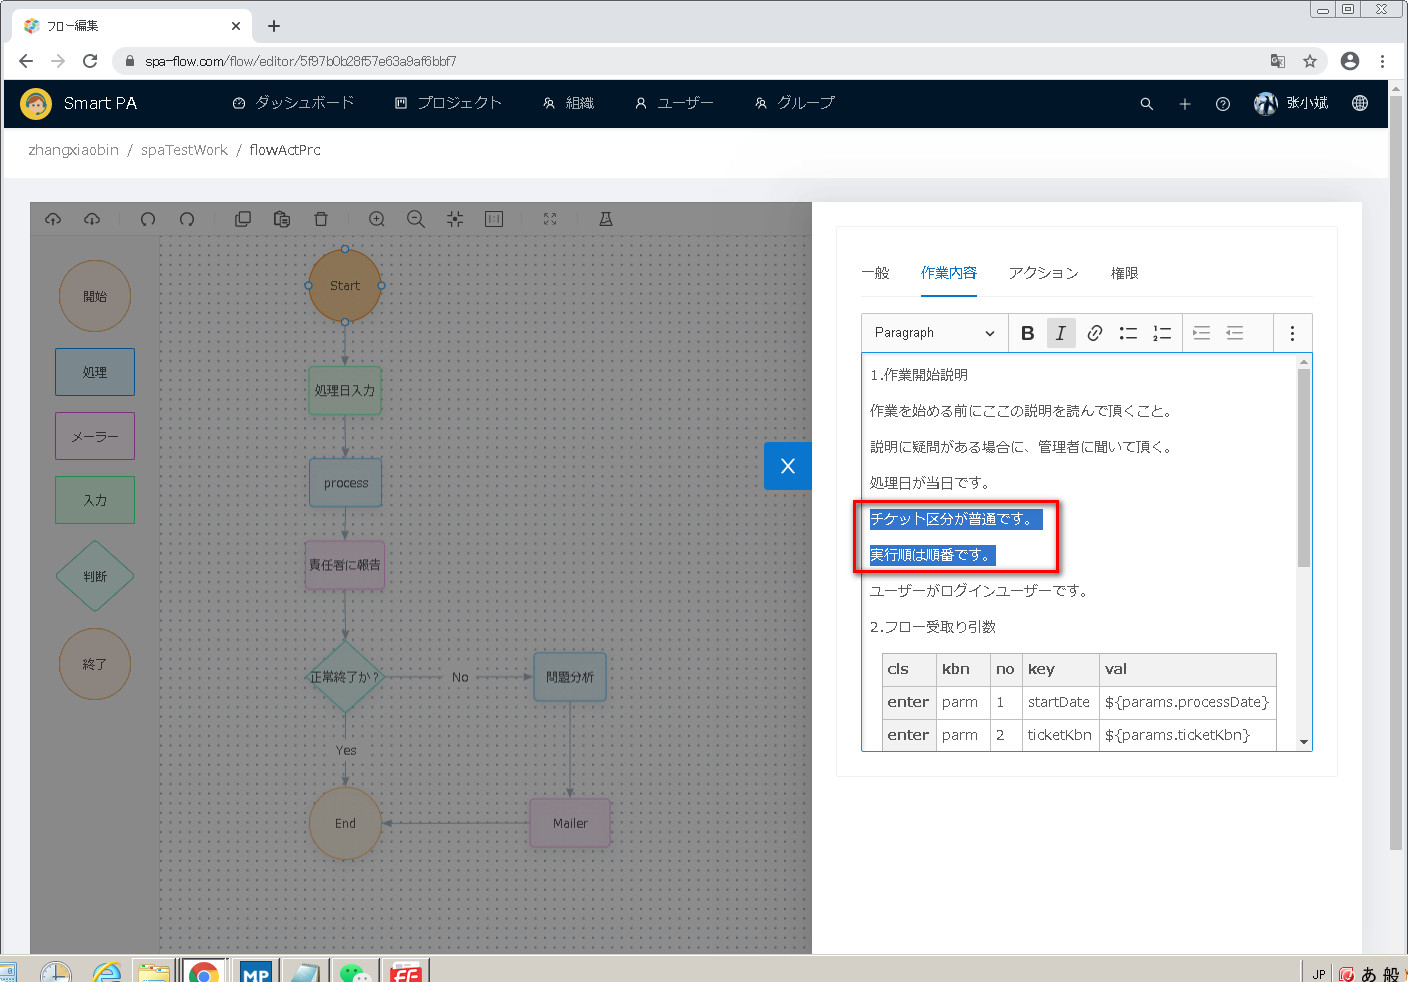 フロー編集
spa-flow.com/flow/editor/5f97b0b28f57e63a9af6bbf7
Smart PA
ダッシュボード
プロジェクト
組織
ユーザー
グループ
张小斌
zhangxiaobin / spaTestWork / flowActPrc
開始
処理
メーラー
入力
判断
終了
Start
処理日入力
process
責任者に報告
正常終了か?
No
問題分析
Yes
End
Mailer
X
一般
作業内容
アクション
権限
Paragraph
B
I
1.作業開始説明
作業を始める前にここの説明を読んで頂くこと。
説明に疑問がある場合に、管理者に聞いて頂く。
処理日が当日です。
チケット区分が普通です。
実行順は順番です。
ユーザーがログインユーザーです。
2.フロー受取り引数
cls kbn no key val
enter parm 1 startDate ${params.processDate}
enter parm 2 ticketKbn ${params.ticketKbn}
MP
JP
あ 般